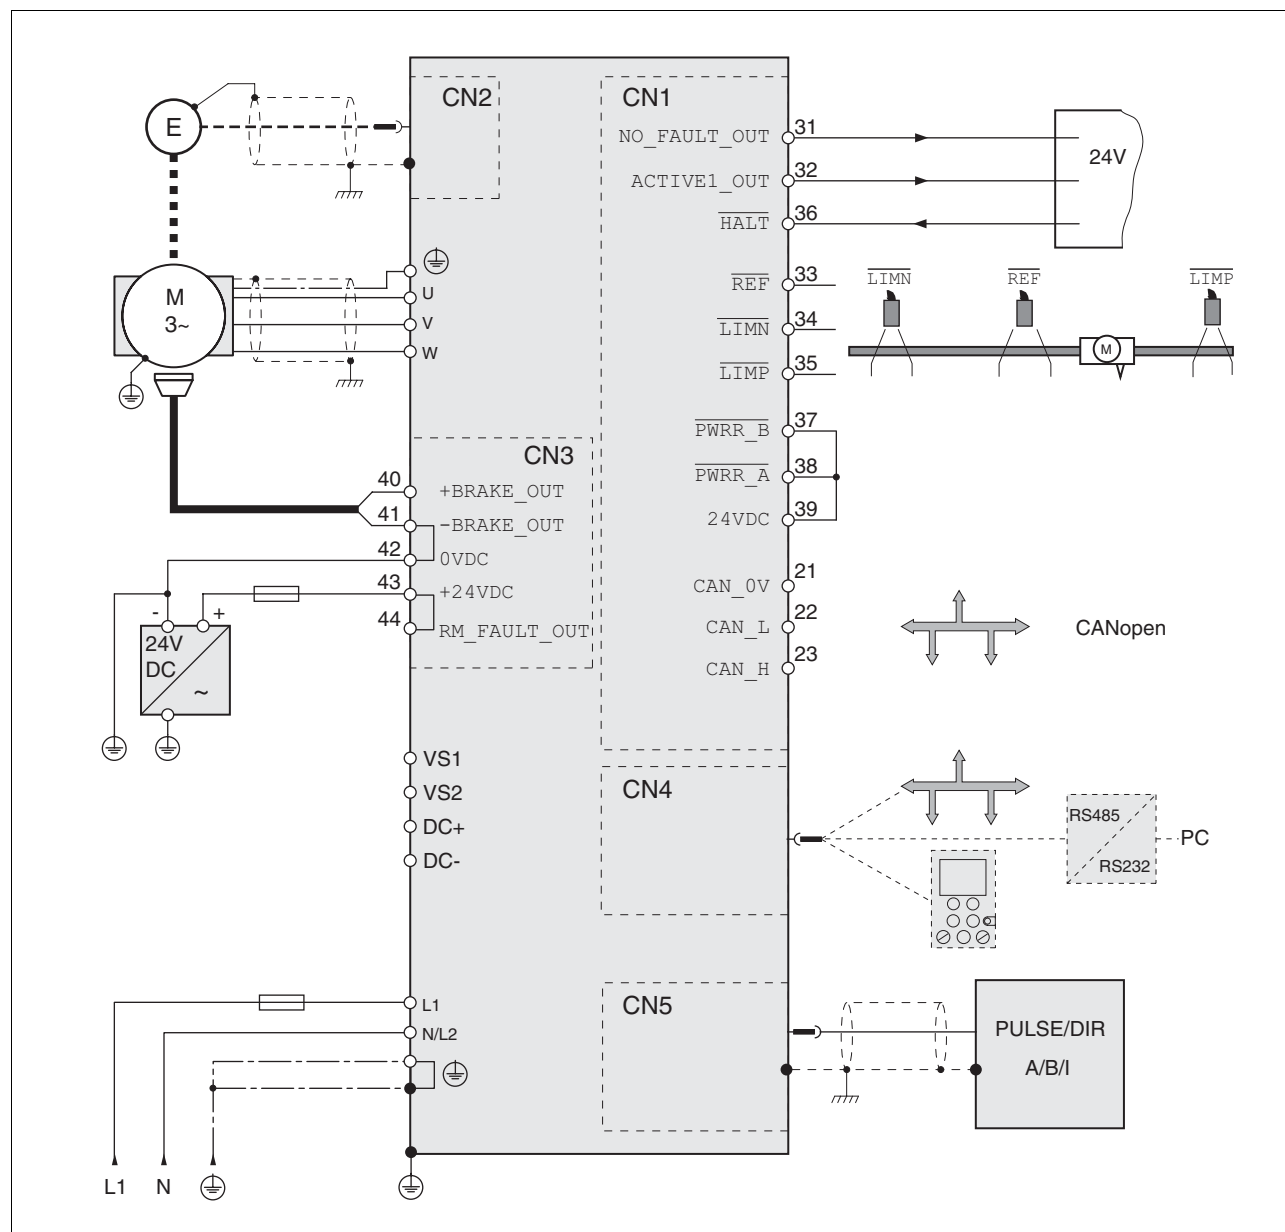 CN2
CN1
E
NO_FAULT_OUT 31
24V
ACTIVE1_OUT 32
HALT 36
REF 33
LIMN REF LIMP
M
3~
U
V
W
LIMN 34
M
LIMP 35
PWRR_B 37
CN3
PWRR_A 38
40 +BRAKE_OUT
24VDC 39
41 -BRAKE_OUT
42 0VDC
43 +24VDC
44 RM_FAULT_OUT
CAN_0V 21
CAN_L 22
CAN_H 23
CANopen
- +
24V
DC
~
VS1
VS2
DC+
DC-
CN4
RS485
RS232
PC
L1
N/L2
CN5
PULSE/DIR
A/B/I
L1 N